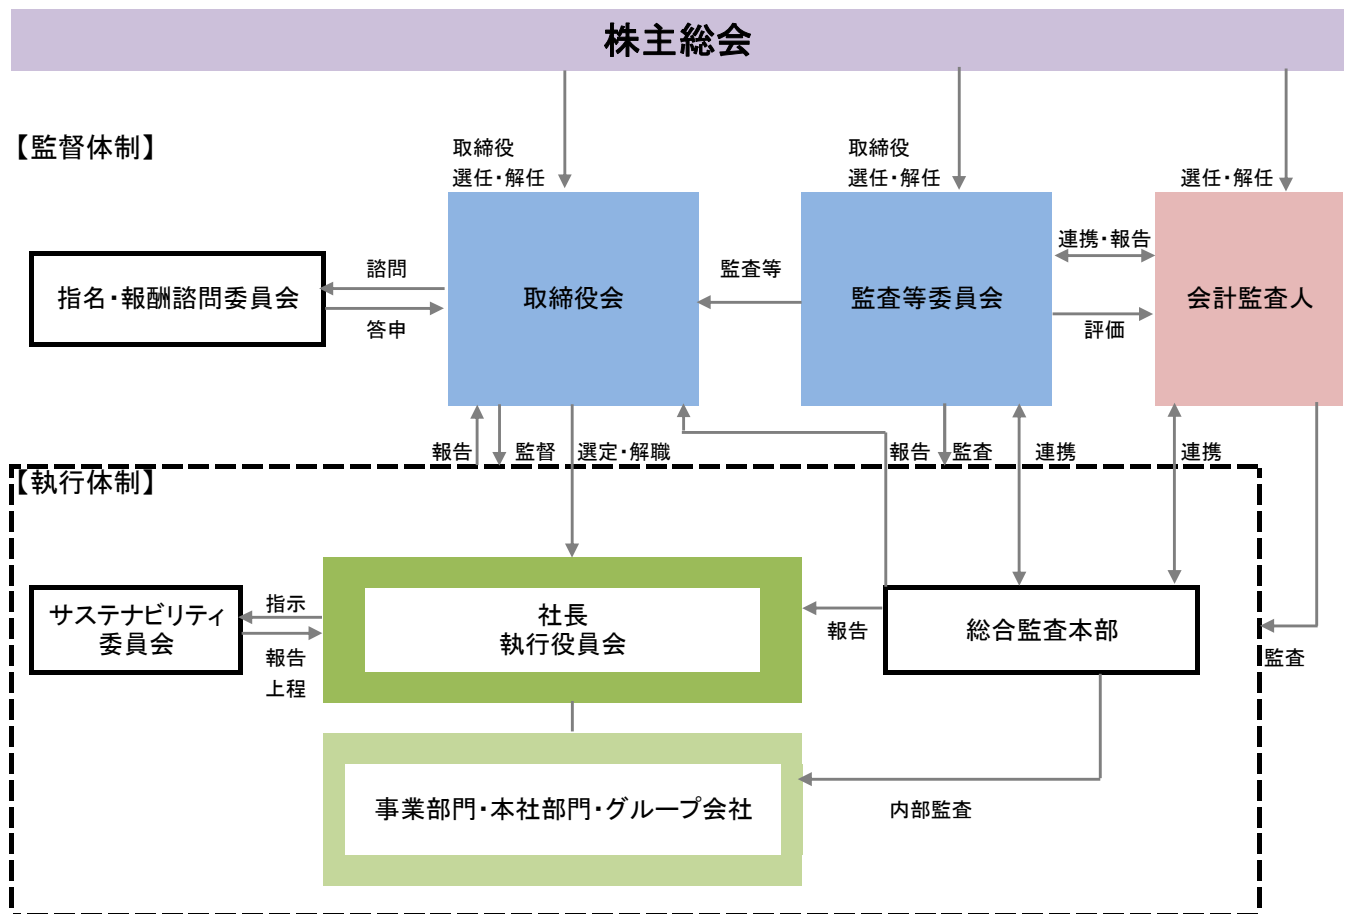 株主総会
【監督体制】
取締役
選任・解任
取締役
選任・解任
選任・解任
指名・報酬諮問委員会
諮問
答申
取締役会
監査等
監査等委員会
連携・報告
評価
会計監査人
報告
監督
選定・解職
報告
監査
連携
連携
【執行体制】
サステナビリティ
委員会
指示
報告
上程
社長
執行役員会
報告
総合監査本部
監査
事業部門・本社部門・グループ会社
内部監査